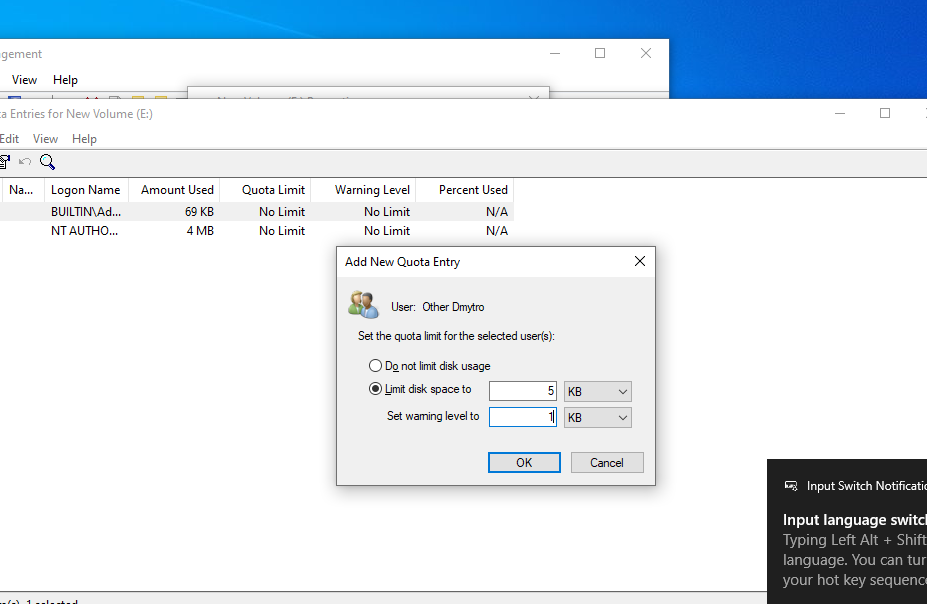 gement
View Help
a Entries for New Volume (E:)
Edit View Help
Na... Logon Name Amount Used Quota Limit Warning Level Percent Used
BUILTIN\Ad... 69 KB No Limit No Limit N/A
NT AUTHO... 4 MB No Limit No Limit N/A
Add New Quota Entry
User: Other Dmytro
Set the quota limit for the selected user(s):
Do not limit disk usage
Limit disk space to 5 KB
Set warning level to 1 KB
OK Cancel
Input Switch Notificatio
Input language switch
Typing Left Alt + Shift
language. You can tur
your hot key sequence
1 selected